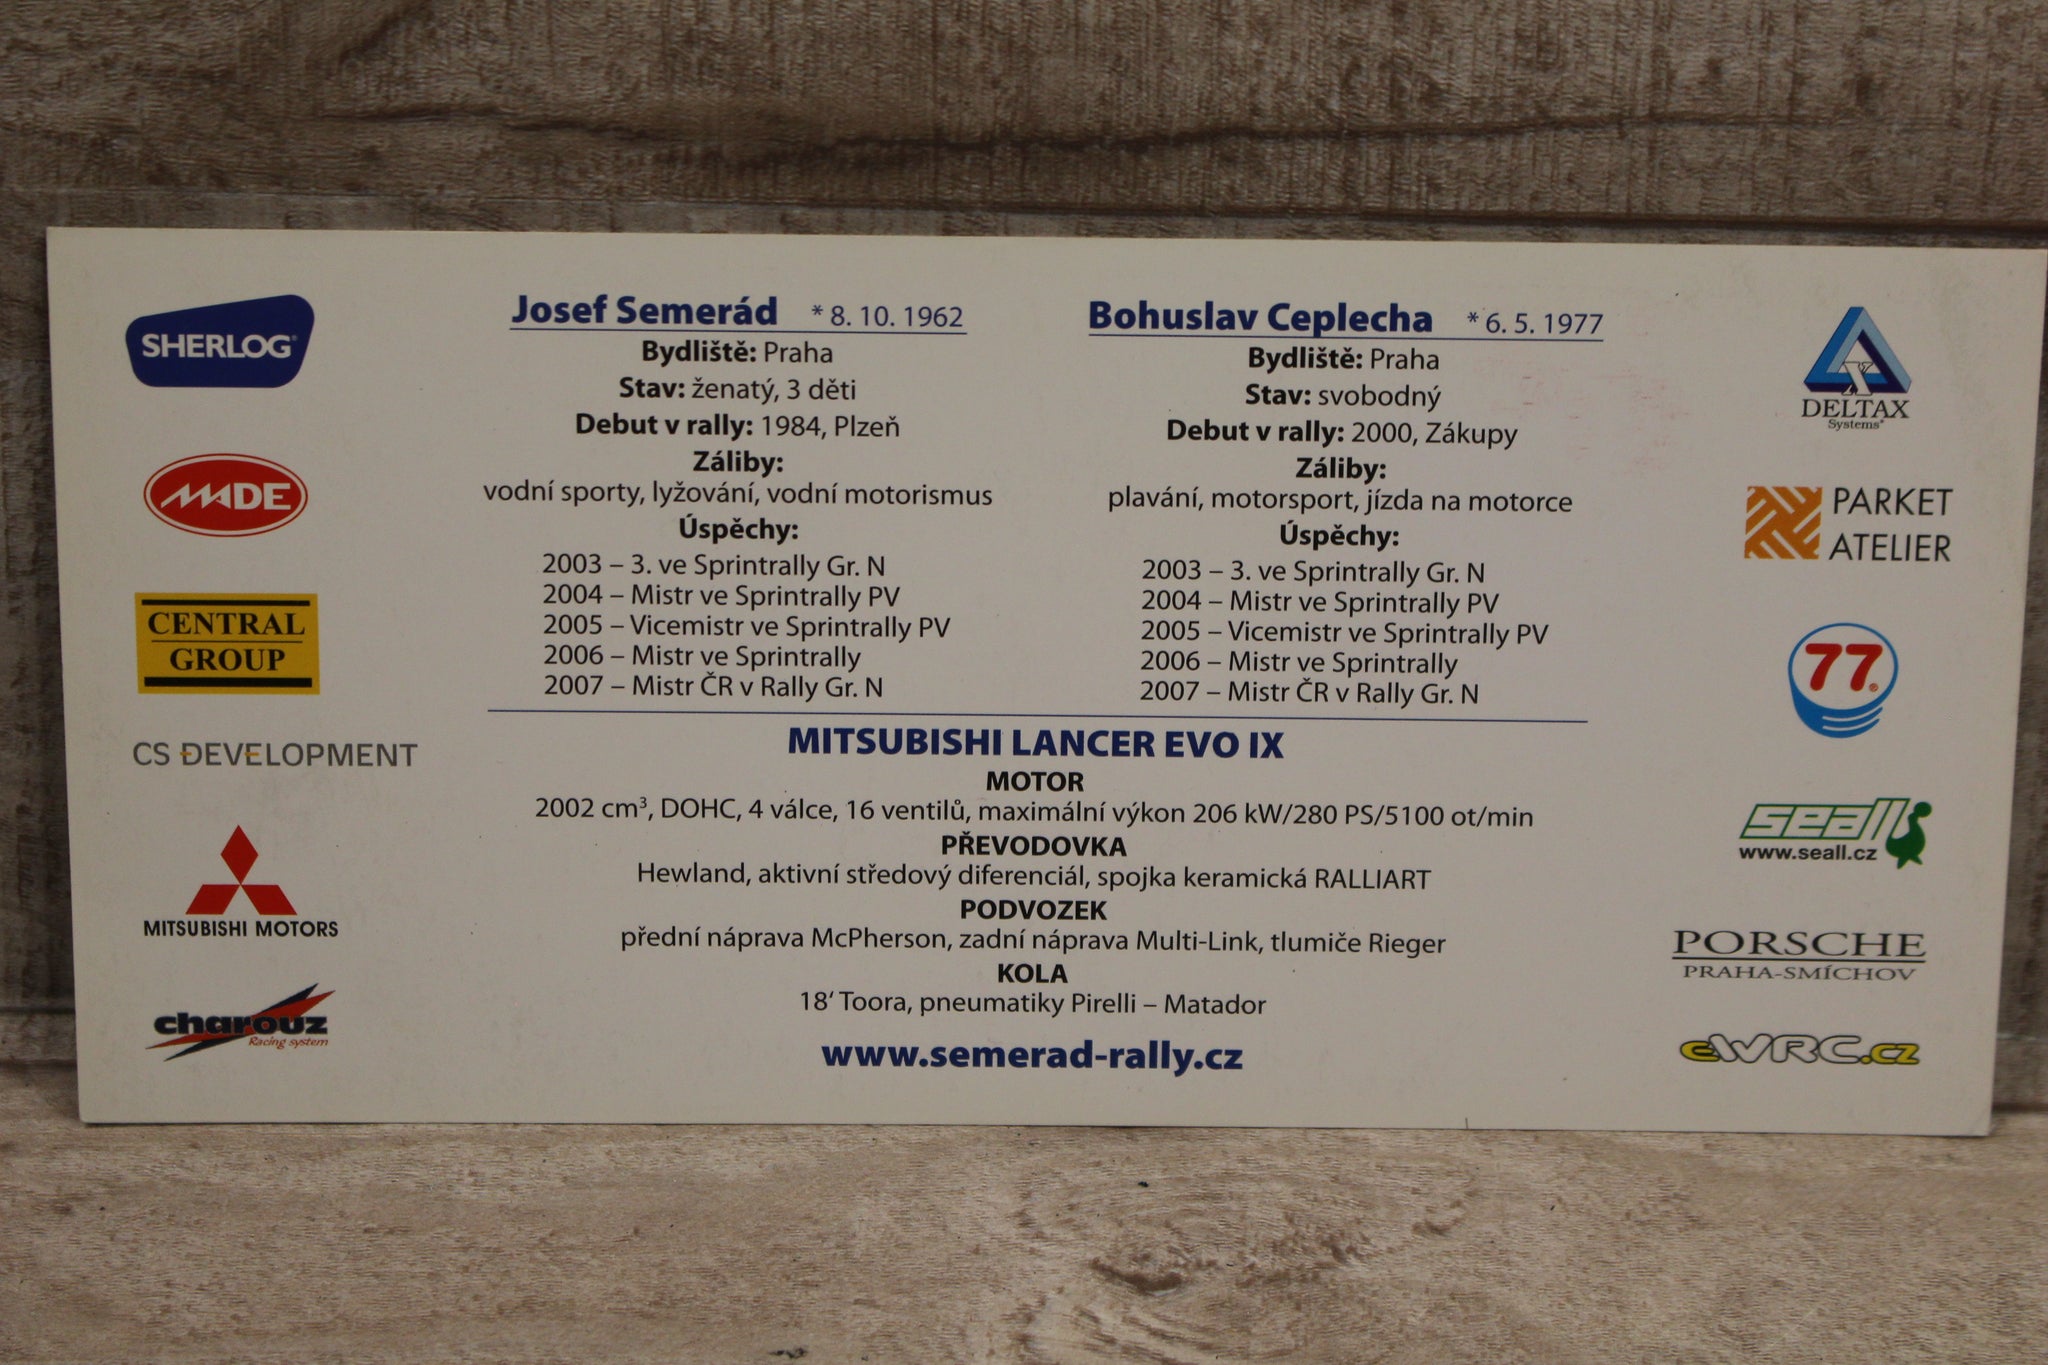 SHERLOG
MADE
CENTRAL
GROUP
CS DEVELOPMENT
MITSUBISHI MOTORS
charouz
Racing system
Josef Semerád * 8. 10. 1962
Bydliště: Praha
Stav: ženatý, 3 děti
Debut v rally: 1984, Plzeň
Záliby:
vodní sporty, lyžování, vodní motorismus
Úspěchy:
2003 – 3. ve Sprintrally Gr. N
2004 – Mistr ve Sprintrally PV
2005 – Vicemistr ve Sprintrally PV
2006 – Mistr ve Sprintrally
2007 – Mistr ČR v Rally Gr. N
Bohuslav Ceplecha * 6. 5. 1977
Bydliště: Praha
Stav: svobodný
Debut v rally: 2000, Zákupy
Záliby:
plavání, motorsport, jízda na motorce
Úspěchy:
2003 – 3. ve Sprintrally Gr. N
2004 – Mistr ve Sprintrally PV
2005 – Vicemistr ve Sprintrally PV
2006 – Mistr ve Sprintrally
2007 – Mistr ČR v Rally Gr. N
MITSUBISHI LANCER EVO IX
MOTOR
2002 cm³, DOHC, 4 válce, 16 ventilů, maximální výkon 206 kW/280 PS/5100 ot/min
PŘEVODOVKA
Hewland, aktivní středový diferenciál, spojka keramická RALLIART
PODVOZEK
přední náprava McPherson, zadní náprava Multi-Link, tlumiče Rieger
KOLA
18‘ Toora, pneumatiky Pirelli – Matador
www.semerad-rally.cz
X
DELTAX
Systems®
PARKET
ATELIER
77®
seall
www.seall.cz
PORSCHE
PRAHA-SMÍCHOV
eWRC.cz